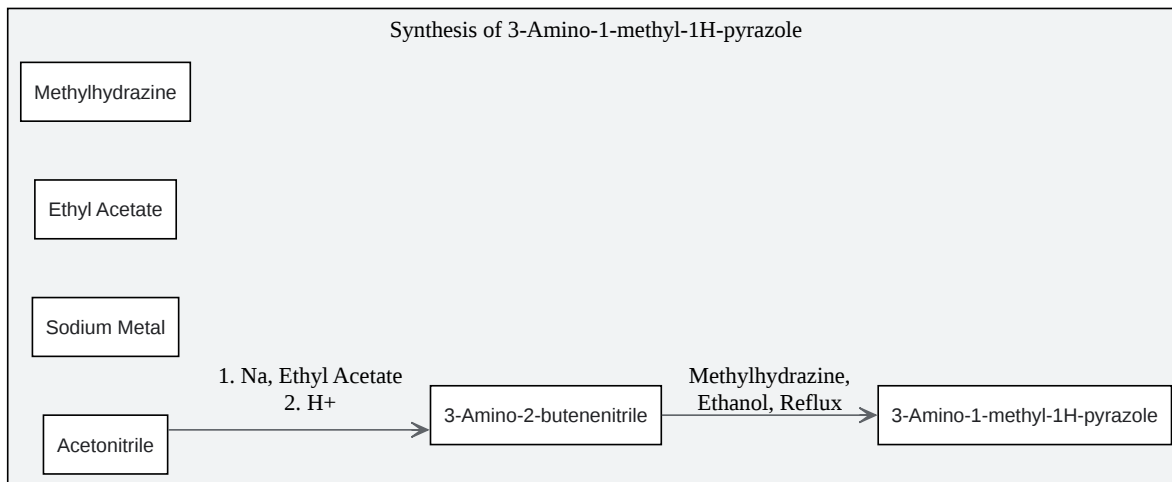 Synthesis of 3-Amino-1-methyl-1H-pyrazole
Methylhydrazine
Ethyl Acetate
Sodium Metal
1. Na, Ethyl Acetate
2. H+
Methylhydrazine,
Ethanol, Reflux
Acetonitrile
3-Amino-2-butenenitrile
3-Amino-1-methyl-1H-pyrazole